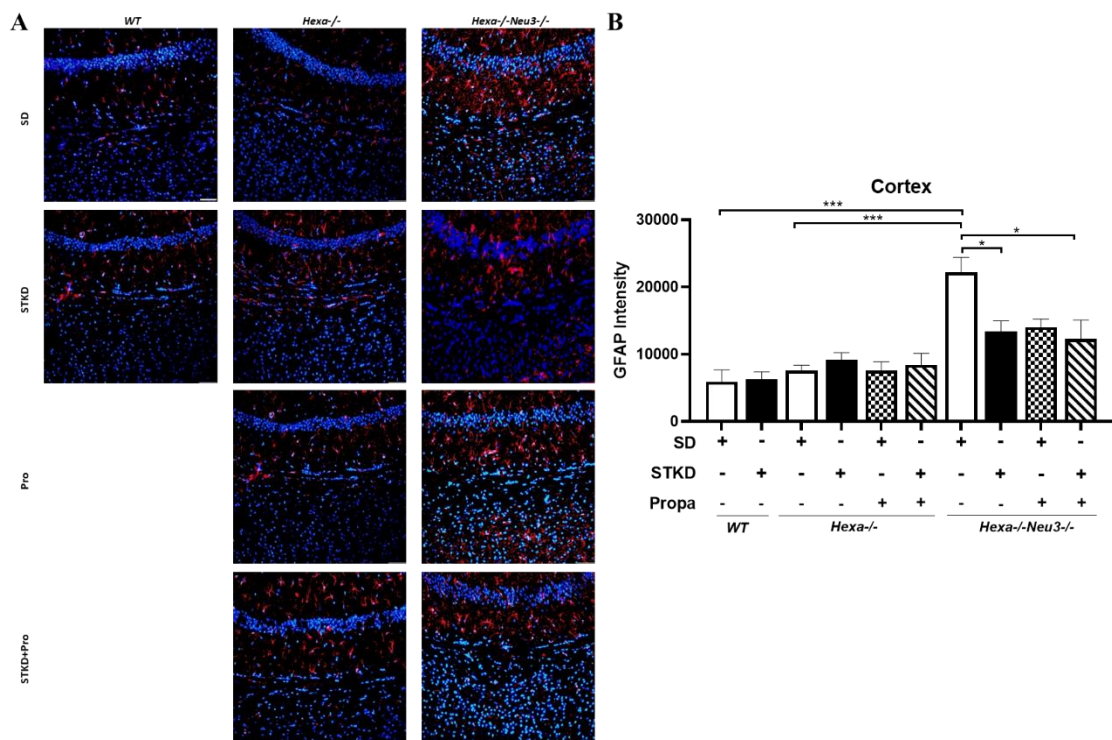 A
WT
Hexa-/-
Hexa-/-Neu3-/-
SD
STKD
Pro
STKD+Pro
B
Cortex
***
***
*
*
30000
20000
10000
0
GFAP Intensity
SD + - + - + - + - + -
STKD - + - + - + - + - +
Propa - - - - + + - - + +
WT Hexa-/- Hexa-/-Neu3-/-